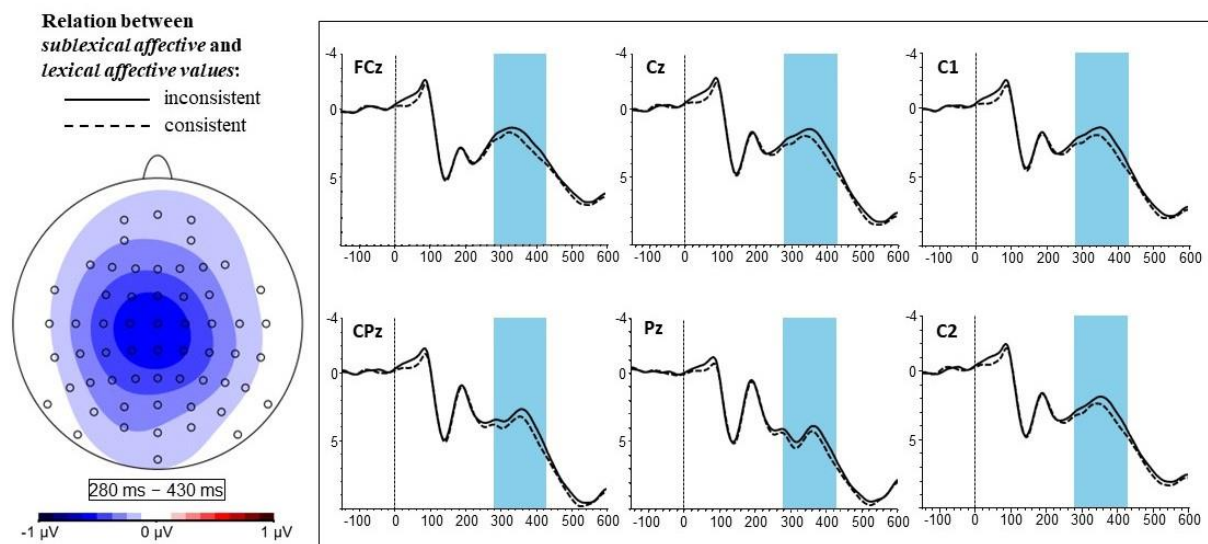 Relation between
sublexical affective and
lexical affective values:
inconsistent
consistent
280 ms – 430 ms
-1 µV 0 µV 1 µV
FCz
-4
0
5
-100 0 100 200 300 400 500 600
Cz
-4
0
5
-100 0 100 200 300 400 500 600
C1
-4
0
5
-100 0 100 200 300 400 500 600
CPz
-4
0
5
-100 0 100 200 300 400 500 600
Pz
-4
0
5
-100 0 100 200 300 400 500 600
C2
-4
0
5
-100 0 100 200 300 400 500 600